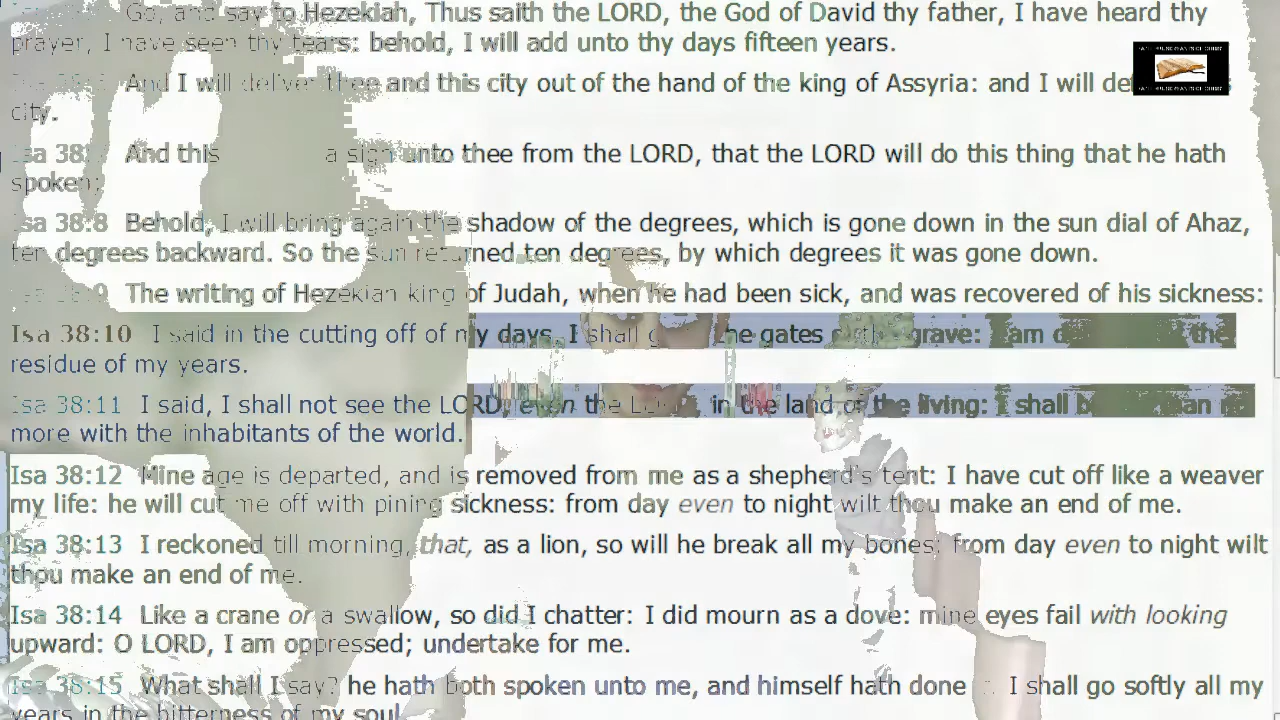 Go, and say to Hezekiah, Thus saith the LORD, the God of David thy father, I have heard thy
prayer, I have seen thy tears: behold, I will add unto thy days fifteen years.
And I will deliver thee and this city out of the hand of the king of Assyria: and I will
city.
Isa 38: And this a sign unto thee from the LORD, that the LORD will do this thing that he hath
spoken;
Isa 38:8 Behold, I will bring again the shadow of the degrees, which is gone down in the sun dial of Ahaz,
ten degrees backward. So the sun returned ten degrees, by which degrees it was gone down.
The writing of Hezekiah king of Judah, when he had been sick, and was recovered of his sickness:
Isa 38:10 I said in the cutting off of my days, I shall the gates grave: I am the
residue of my years.
Isa 38:11 I said, I shall not see the LORD, even the in the land of the living: I shall
more with the inhabitants of the world.
Isa 38:12 Mine age is departed, and is removed from me as a shepherd's tent: I have cut off like a weaver
my life: he will cut me off with pining sickness: from day even to night wilt thou make an end of me.
Isa 38:13 I reckoned till morning, that, as a lion, so will he break all my bones: from day even to night wilt
thou make an end of me.
Isa 38:14 Like a crane or a swallow, so did I chatter: I did mourn as a dove: mine eyes fail with looking
upward: O LORD, I am oppressed; undertake for me.
Isa 38:15 What shall I say? he hath both spoken unto me, and himself hath done I shall go softly all my
years in the bitterness of my soul